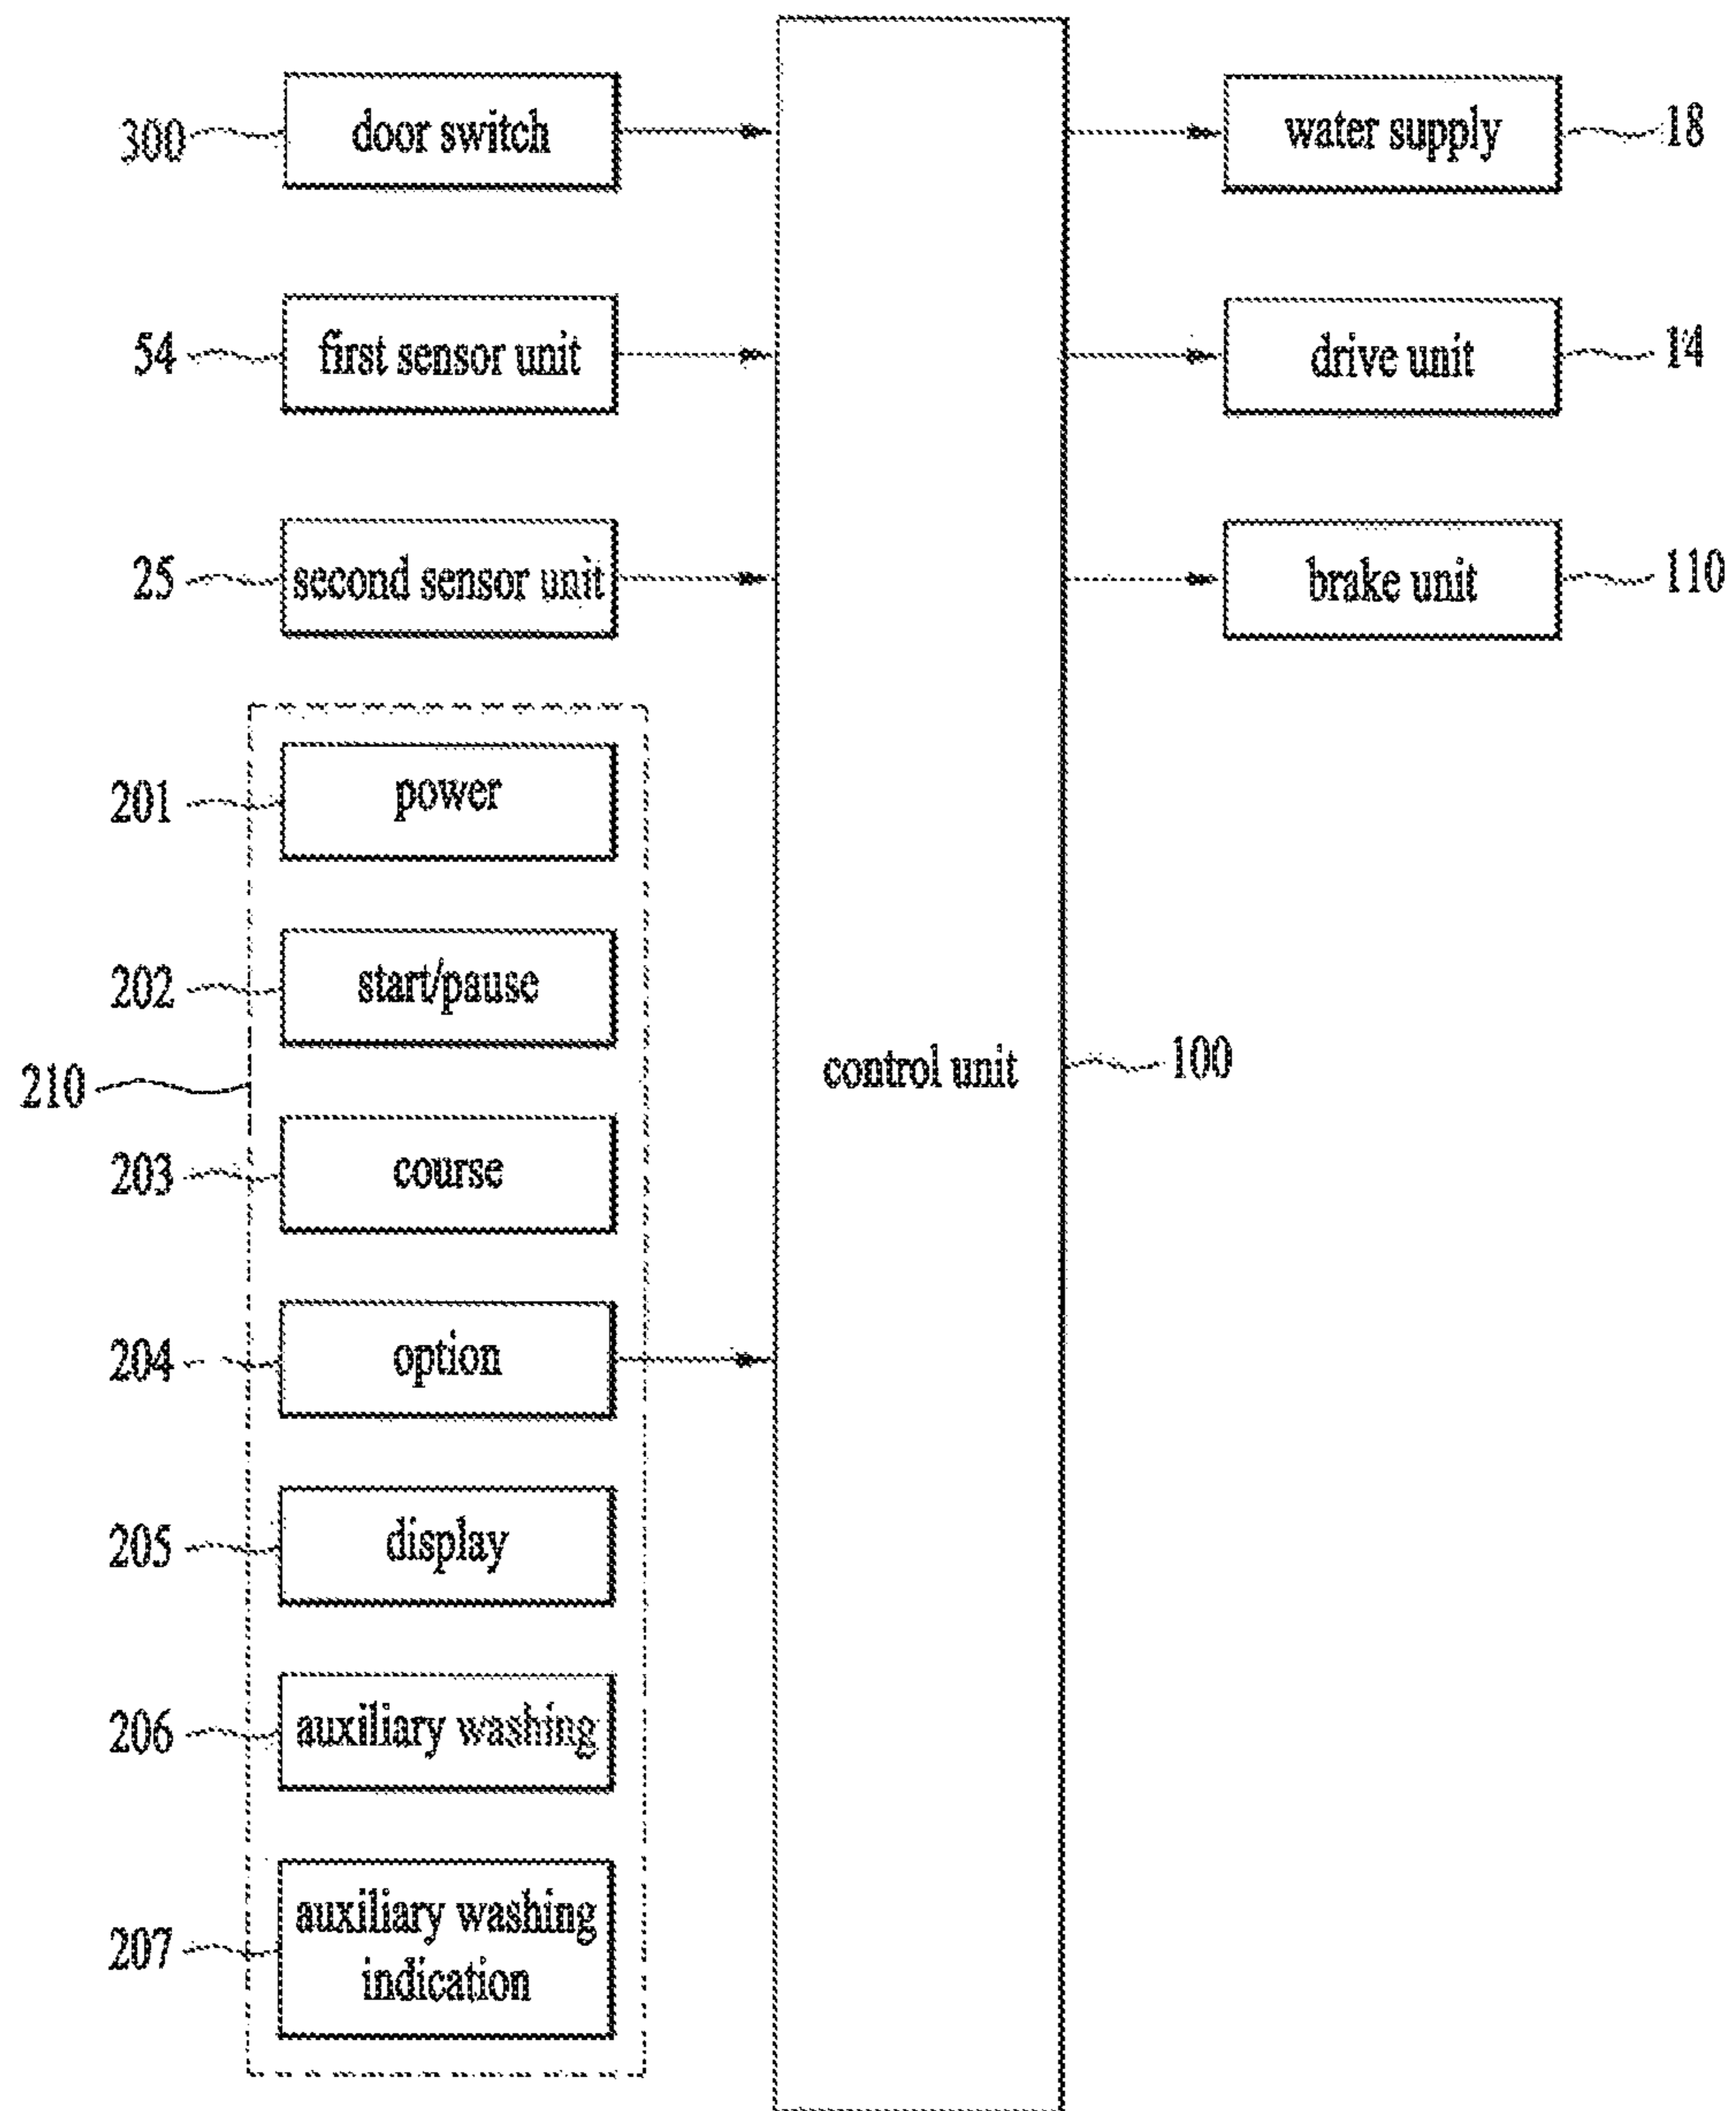 300 door switch water supply 18
54 first sensor unit drive unit 14
25 second sensor unit brake unit 110
201 power
202 start/pause
210 control unit 100
203 course
204 option
205 display
206 auxiliary washing
207 auxiliary washing
indication